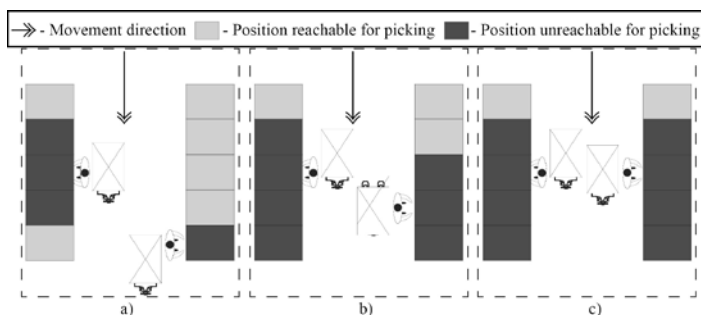 - Movement direction - Position reachable for picking - Position unreachable for picking
a) b) c)